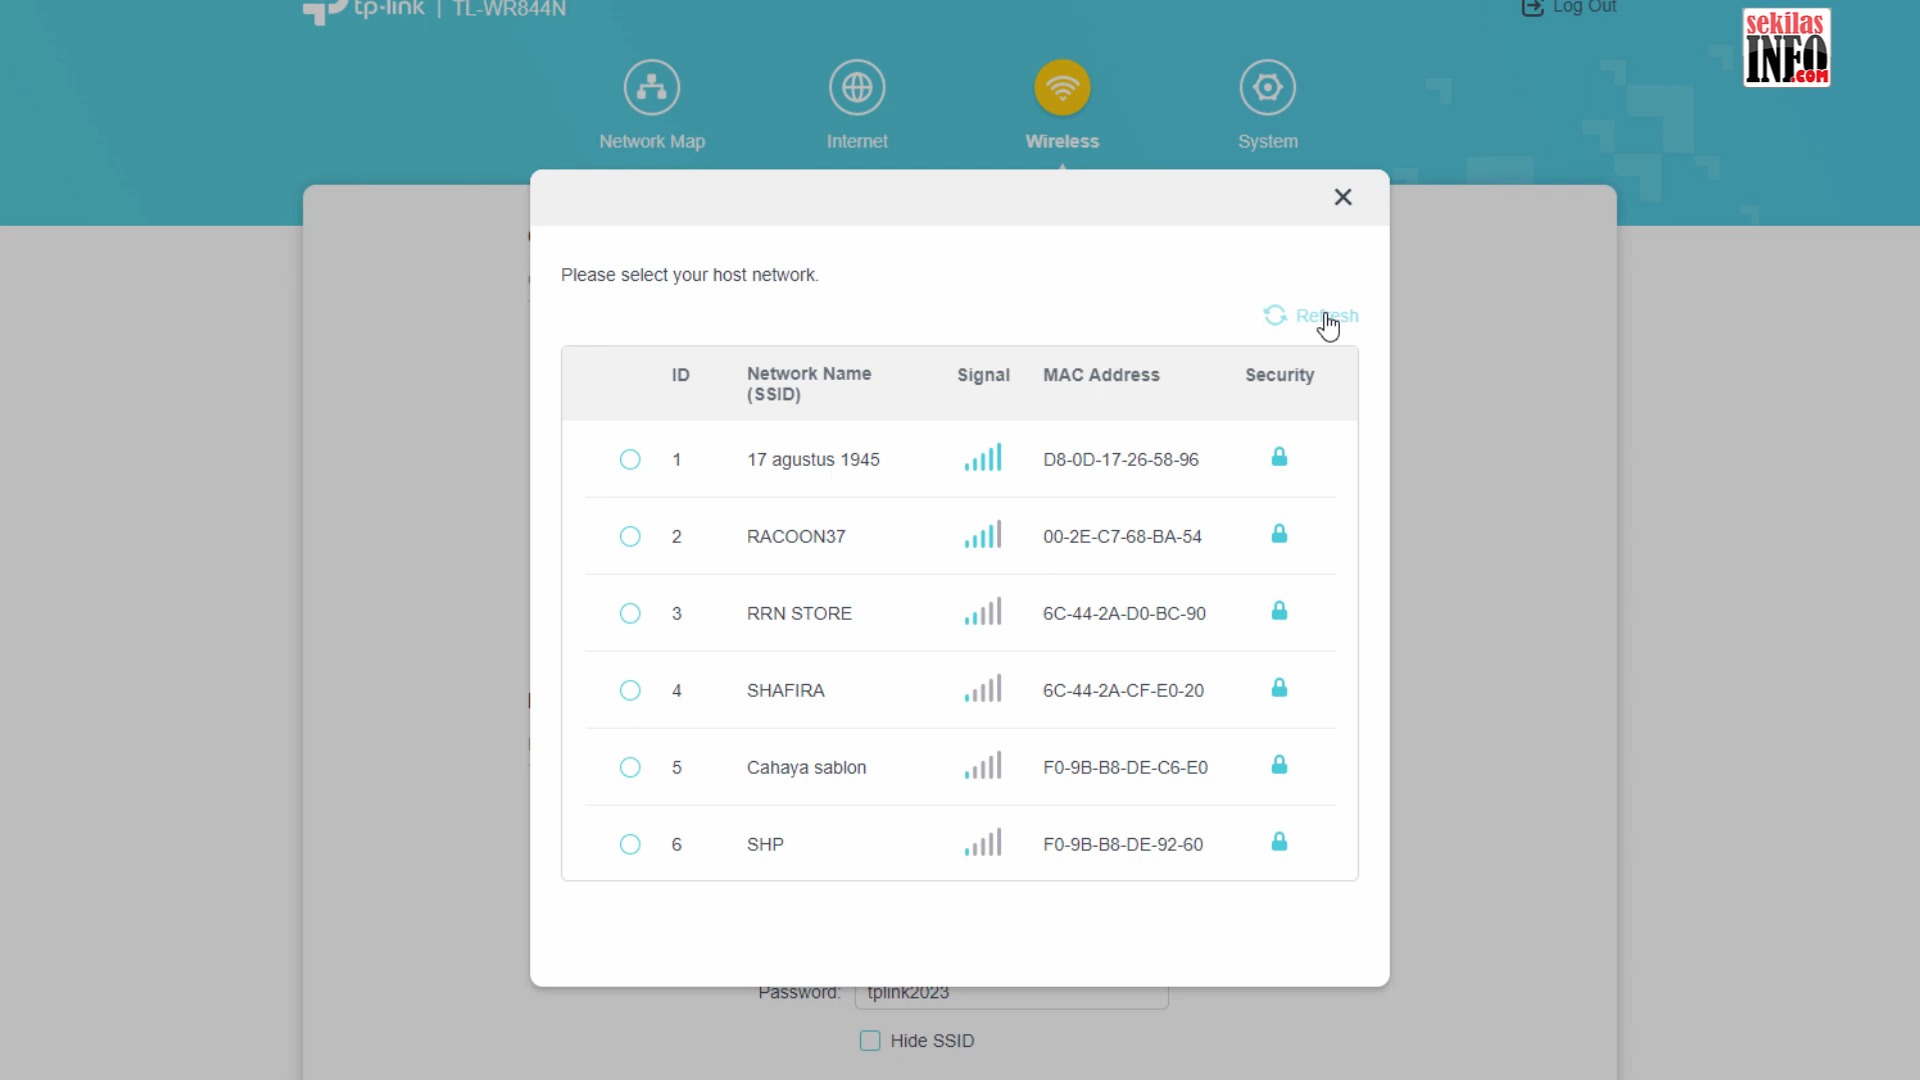 tp-link | TL-WR844N
Log Out
sekilas
INFO
.COM
Network Map
Internet
Wireless
System
Please select your host network.
Refresh
ID
Network Name
(SSID)
Signal
MAC Address
Security
1
17 agustus 1945
D8-0D-17-26-58-96
2
RACOON37
00-2E-C7-68-BA-54
3
RRN STORE
6C-44-2A-D0-BC-90
4
SHAFIRA
6C-44-2A-CF-E0-20
5
Cahaya sablon
F0-9B-B8-DE-C6-E0
6
SHP
F0-9B-B8-DE-92-60
Password:
tplink2023
Hide SSID